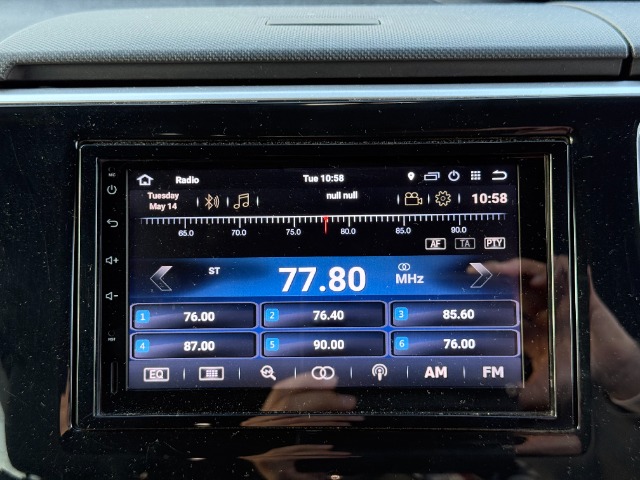 MIC
Radio
Tue 10:58
Tuesday
May 14
null null
10:58
65.0 70.0 75.0 80.0 85.0 90.0
AF TA PTY
ST
77.80
MHz
1 76.00
2 76.40
3 85.60
4 87.00
5 90.00
6 76.00
RST
EQ
AM
FM